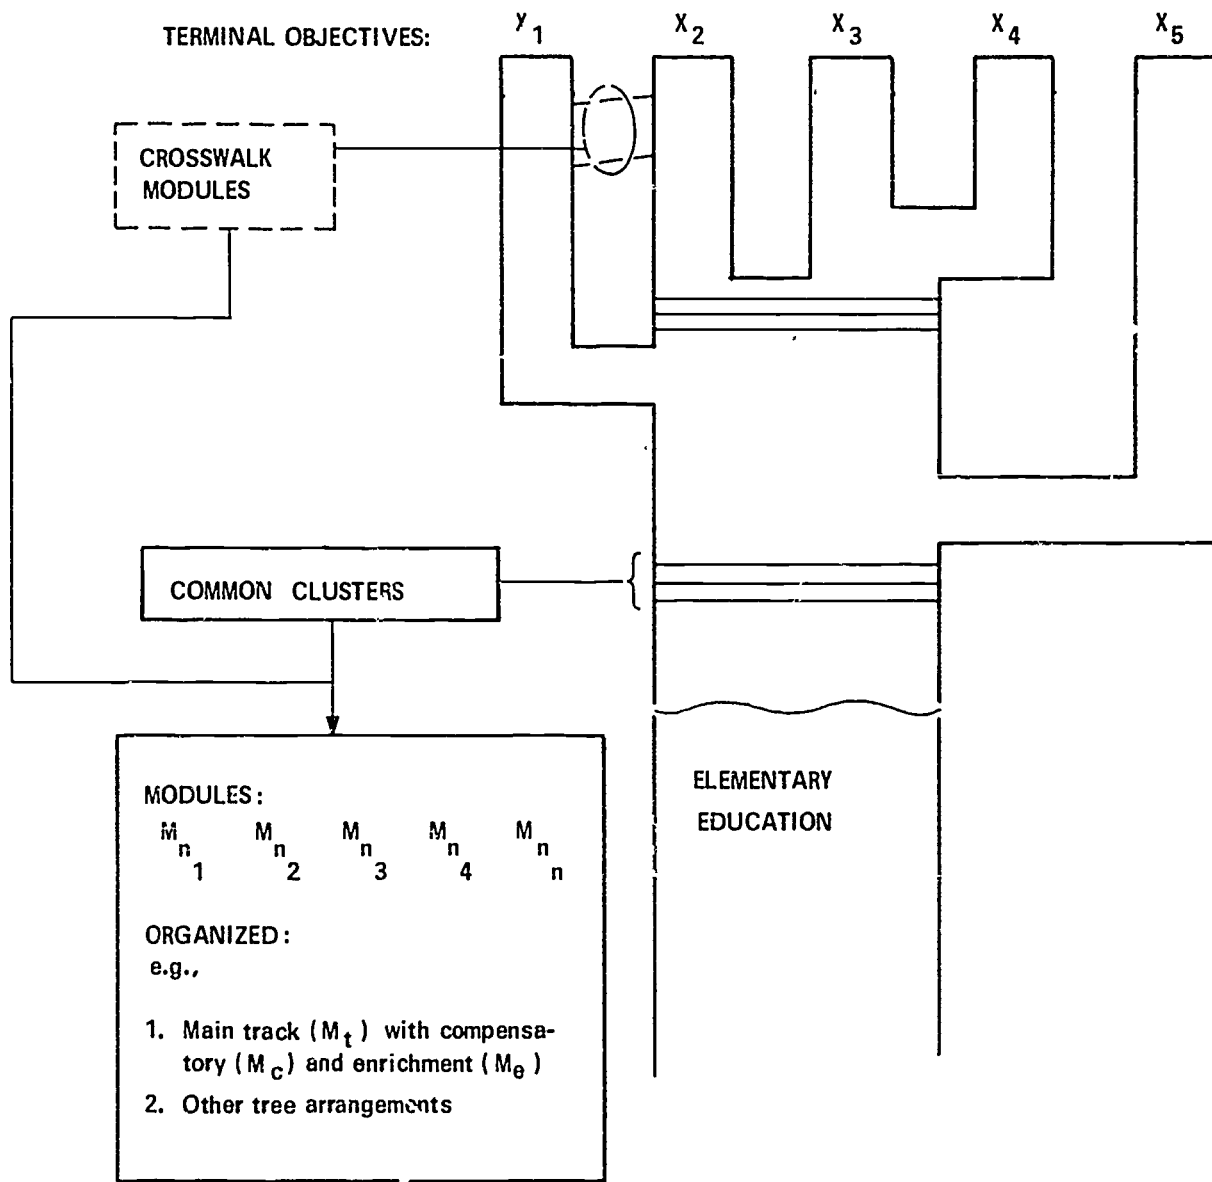 TERMINAL OBJECTIVES: y1 X2 X3 X4 X5
CROSSWALK
MODULES
COMMON CLUSTERS
MODULES:
Mn1 Mn2 Mn3 Mn4 Mnn
ORGANIZED:
e.g.,
1. Main track (Mt) with compensa-
tory (Mc) and enrichment (Me)
2. Other tree arrangements
ELEMENTARY
EDUCATION